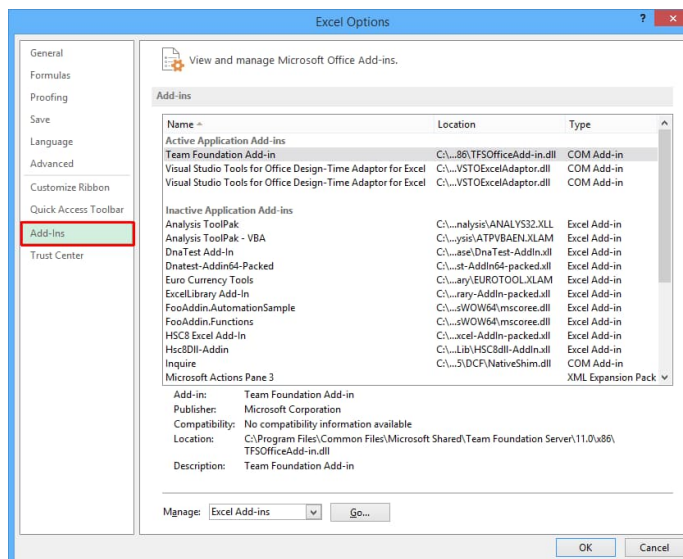 Excel Options
?
General
Formulas
Proofing
Save
Language
Advanced
Customize Ribbon
Quick Access Toolbar
Add-Ins
Trust Center
View and manage Microsoft Office Add-ins.
Add-ins
Name Location Type
Active Application Add-ins
Team Foundation Add-in C:\...86\TFSOfficeAdd-in.dll COM Add-in
Visual Studio Tools for Office Design-Time Adaptor for Excel C:\...VSTOExcelAdaptor.dll COM Add-in
Visual Studio Tools for Office Design-Time Adaptor for Excel C:\...VSTOExcelAdaptor.dll COM Add-in
Inactive Application Add-ins
Analysis ToolPak C:\...nalysis\ANALYS32.XLL Excel Add-in
Analysis ToolPak - VBA C:\...ysis\ATPVBAEN.XLAM Excel Add-in
DnaTest Add-In C:\...ase\DnaTest-AddIn.xll Excel Add-in
Dnatest-Addin64-Packed C:\...st-AddIn64-packed.xll Excel Add-in
Euro Currency Tools C:\...ary\EUROTOOL.XLAM Excel Add-in
ExcelLibrary Add-In C:\...rary-AddIn-packed.xll Excel Add-in
FooAddin.AutomationSample C:\...sWOW64\mscoree.dll Excel Add-in
FooAddin.Functions C:\...sWOW64\mscoree.dll Excel Add-in
HSC8 Excel Add-In C:\...xcel-AddIn-packed.xll Excel Add-in
Hsc8Dll-Addin C:\...Lib\HSC8dll-AddIn.xll Excel Add-in
Inquire C:\...5\DCF\NativeShim.dll COM Add-in
Microsoft Actions Pane 3 XML Expansion Pack
Add-in: Team Foundation Add-in
Publisher: Microsoft Corporation
Compatibility: No compatibility information available
Location: C:\Program Files\Common Files\Microsoft Shared\Team Foundation Server\11.0\x86\
TFSOfficeAdd-in.dll
Description: Team Foundation Add-in
Manage: Excel Add-ins Go...
OK Cancel